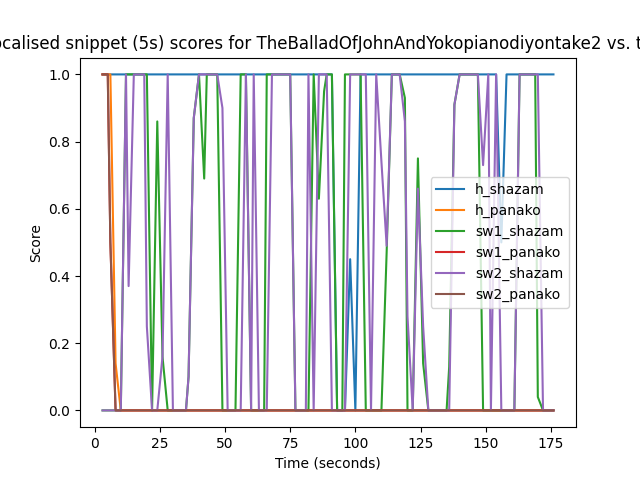 ocalised snippet (5s) scores for TheBalladOfJohnAndYokopianodiyontake2 vs. t
Score
1.0
0.8
0.6
0.4
0.2
0.0
h_shazam
h_panako
sw1_shazam
sw1_panako
sw2_shazam
sw2_panako
0
25
50
75
100
125
150
175
Time (seconds)